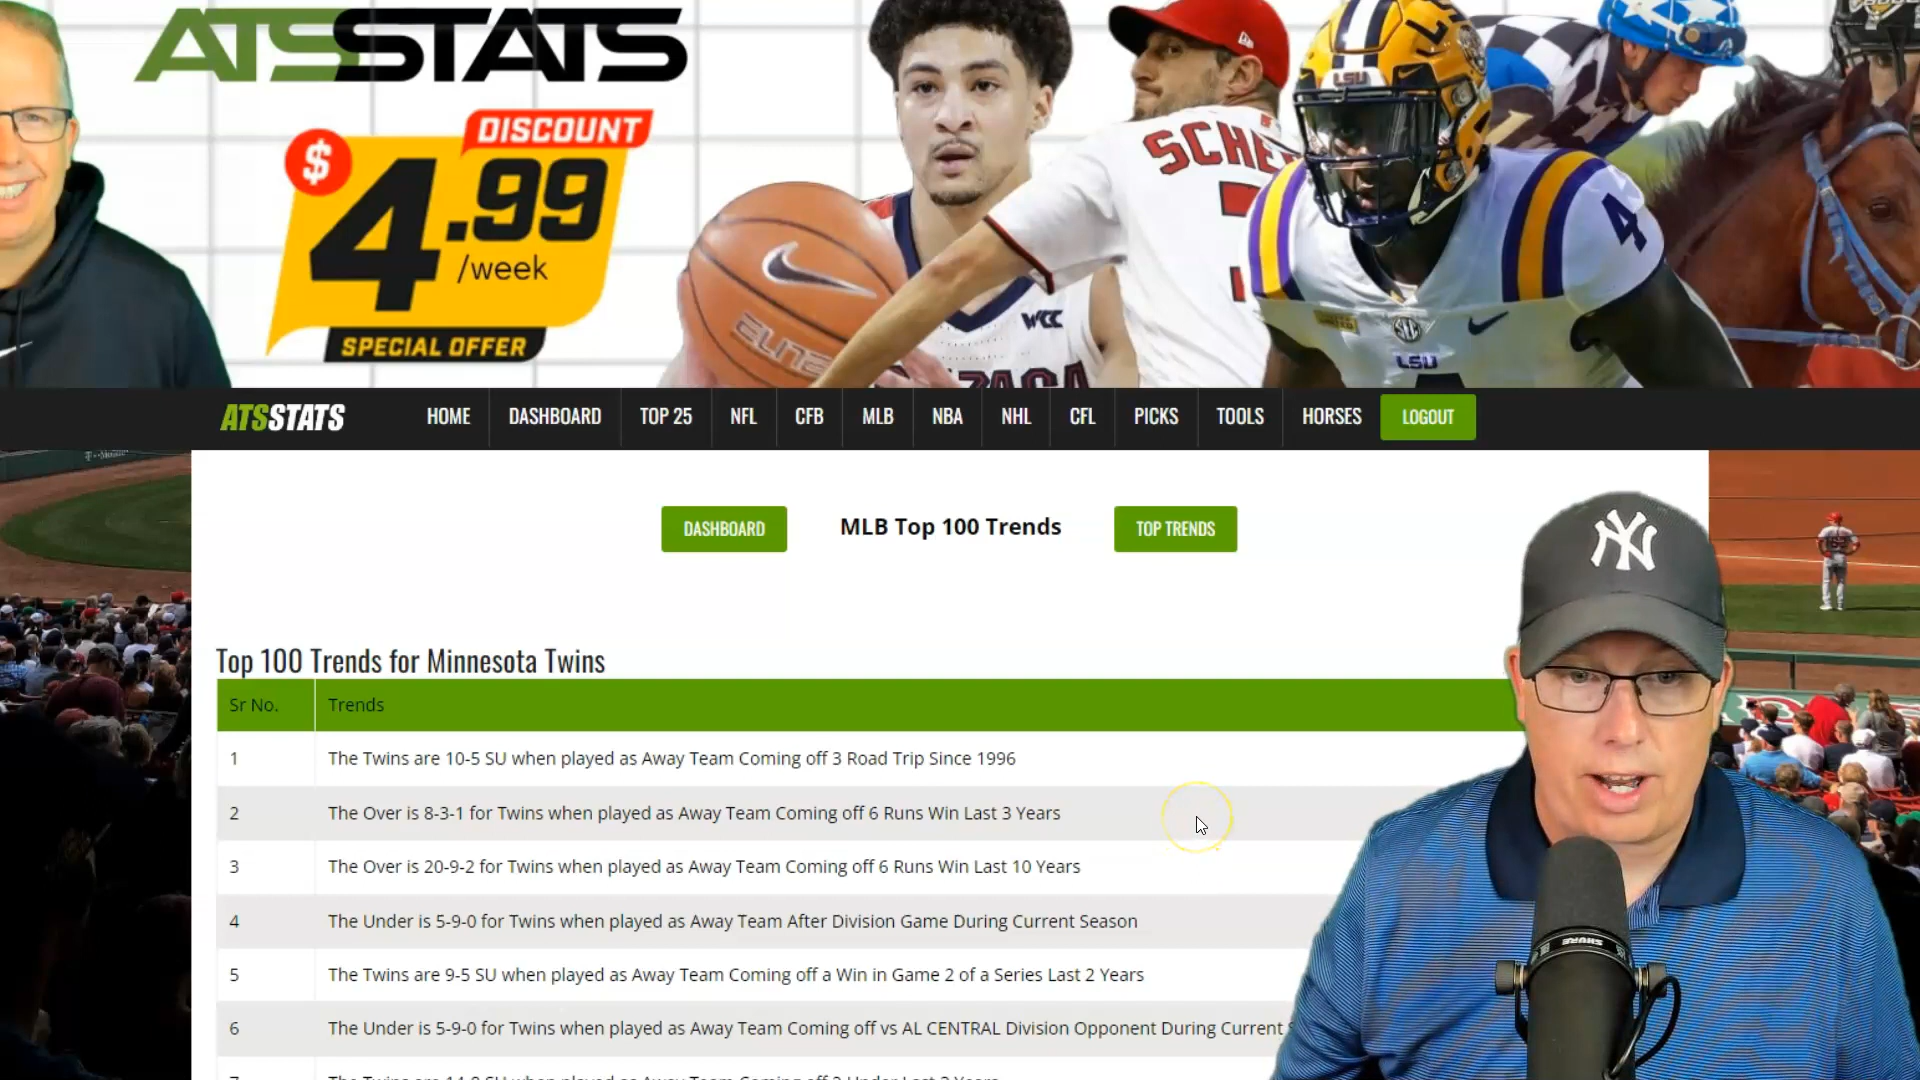 ATSSTATS
DISCOUNT
$
4.99
/week
SPECIAL OFFER
SCHE
LSU
4
WCC
SEC
LSU
ATSSTATS
HOME
DASHBOARD
TOP 25
NFL
CFB
MLB
NBA
NHL
CFL
PICKS
TOOLS
HORSES
LOGOUT
DASHBOARD
MLB Top 100 Trends
TOP TRENDS
NY
Top 100 Trends for Minnesota Twins
Sr No. Trends
1 The Twins are 10-5 SU when played as Away Team Coming off 3 Road Trip Since 1996
2 The Over is 8-3-1 for Twins when played as Away Team Coming off 6 Runs Win Last 3 Years
3 The Over is 20-9-2 for Twins when played as Away Team Coming off 6 Runs Win Last 10 Years
4 The Under is 5-9-0 for Twins when played as Away Team After Division Game During Current Season
5 The Twins are 9-5 SU when played as Away Team Coming off a Win in Game 2 of a Series Last 2 Years
6 The Under is 5-9-0 for Twins when played as Away Team Coming off vs AL CENTRAL Division Opponent During Current
SHURE